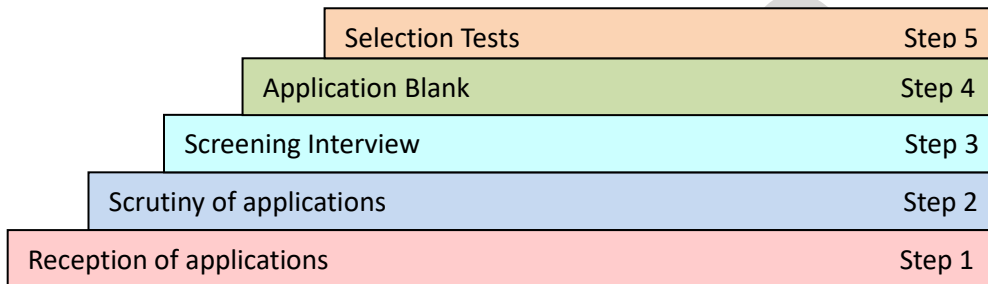 Selection Tests Step 5
Application Blank Step 4
Screening Interview Step 3
Scrutiny of applications Step 2
Reception of applications Step 1